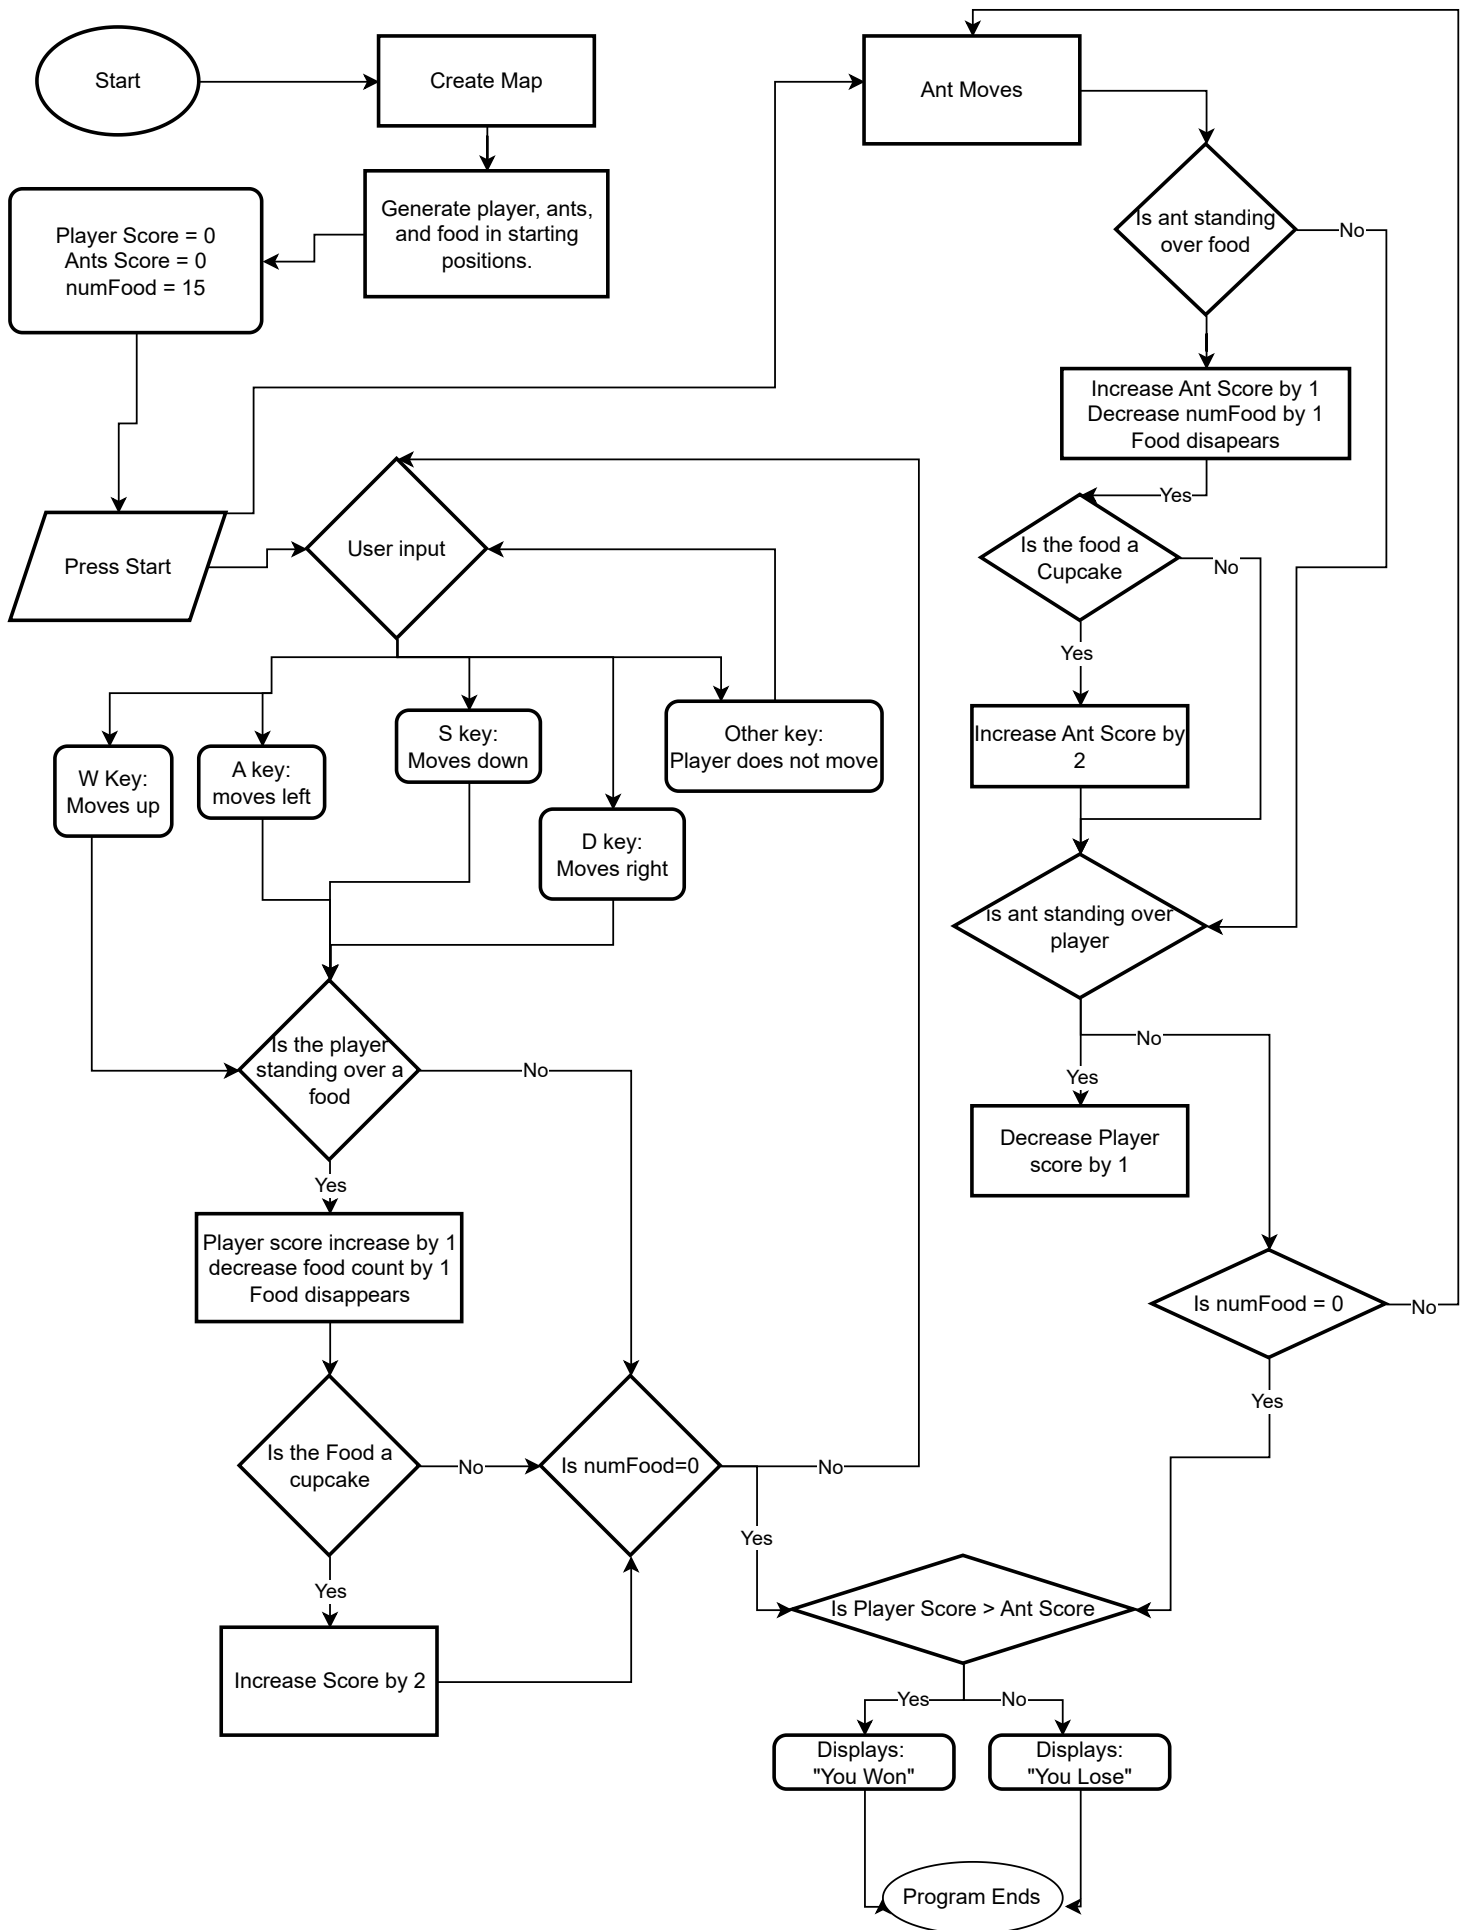 Start
Create Map
Generate player, ants,
and food in starting
positions.
Player Score = 0
Ants Score = 0
numFood = 15
Press Start
User input
W Key:
Moves up
A key:
moves left
S key:
Moves down
D key:
Moves right
Other key:
Player does not move
Is the player
standing over a
food
No
Yes
Player score increase by 1
decrease food count by 1
Food disappears
Is the Food a
cupcake
No
Yes
Increase Score by 2
Is numFood=0
No
Yes
Ant Moves
Is ant standing
over food
No
Increase Ant Score by 1
Decrease numFood by 1
Food disapears
Yes
Is the food a
Cupcake
No
Yes
Increase Ant Score by
2
is ant standing over
player
No
Yes
Decrease Player
score by 1
Is numFood = 0
No
Yes
Is Player Score > Ant Score
Yes
No
Displays:
"You Won"
Displays:
"You Lose"
Program Ends